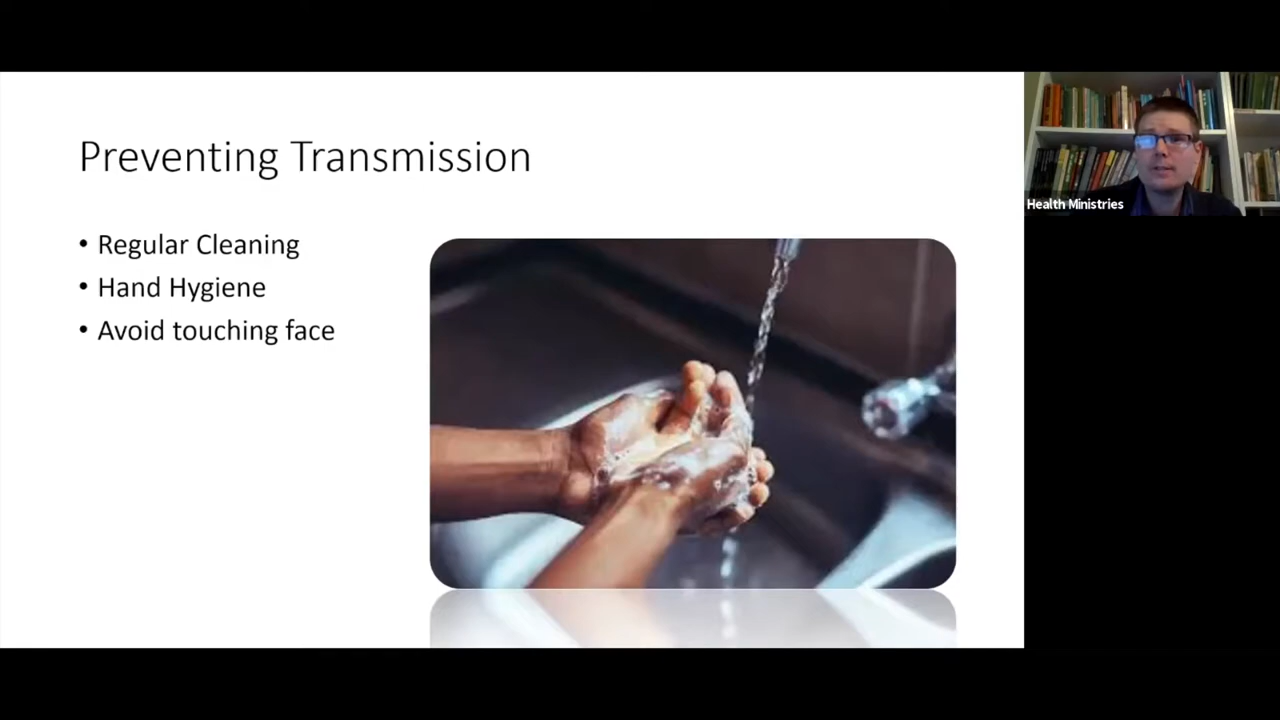 Preventing Transmission
• Regular Cleaning
• Hand Hygiene
• Avoid touching face
Health Ministries